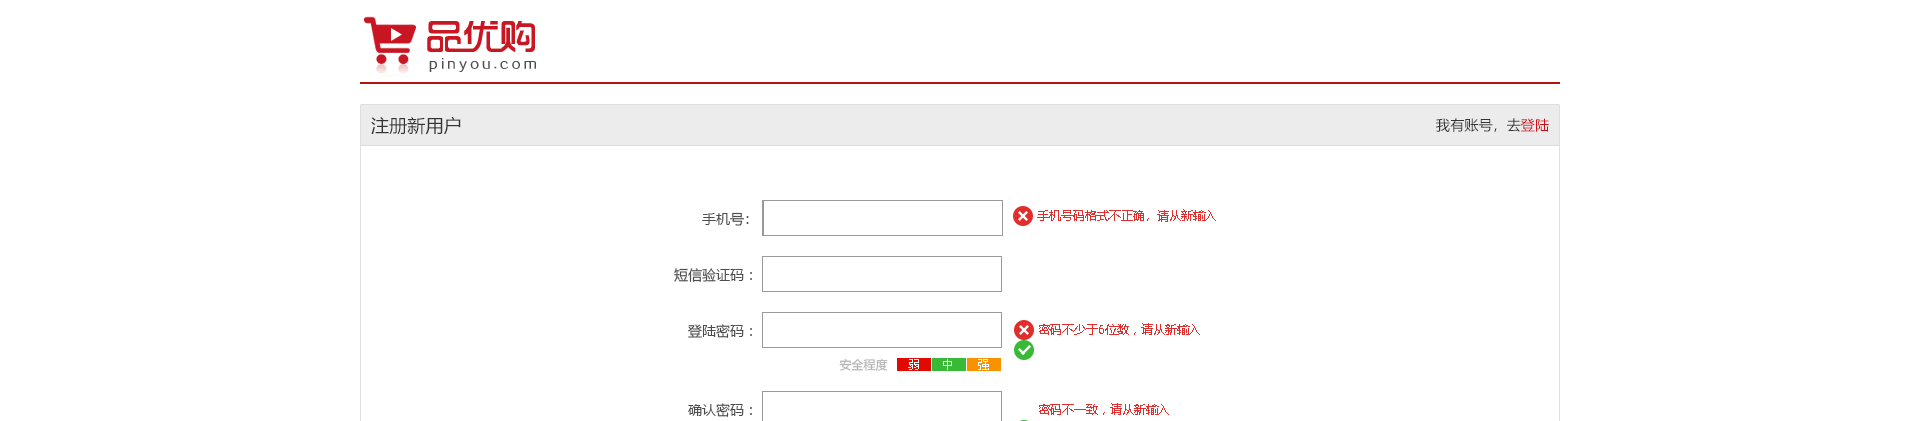 品优购
pinyou.com
注册新用户 我有账号，去登陆
手机号： 手机号码格式不正确，请从新输入
短信验证码：
登陆密码： 密码不少于6位数，请从新输入
安全程度 弱 中 强
确认密码： 密码不一致，请从新输入